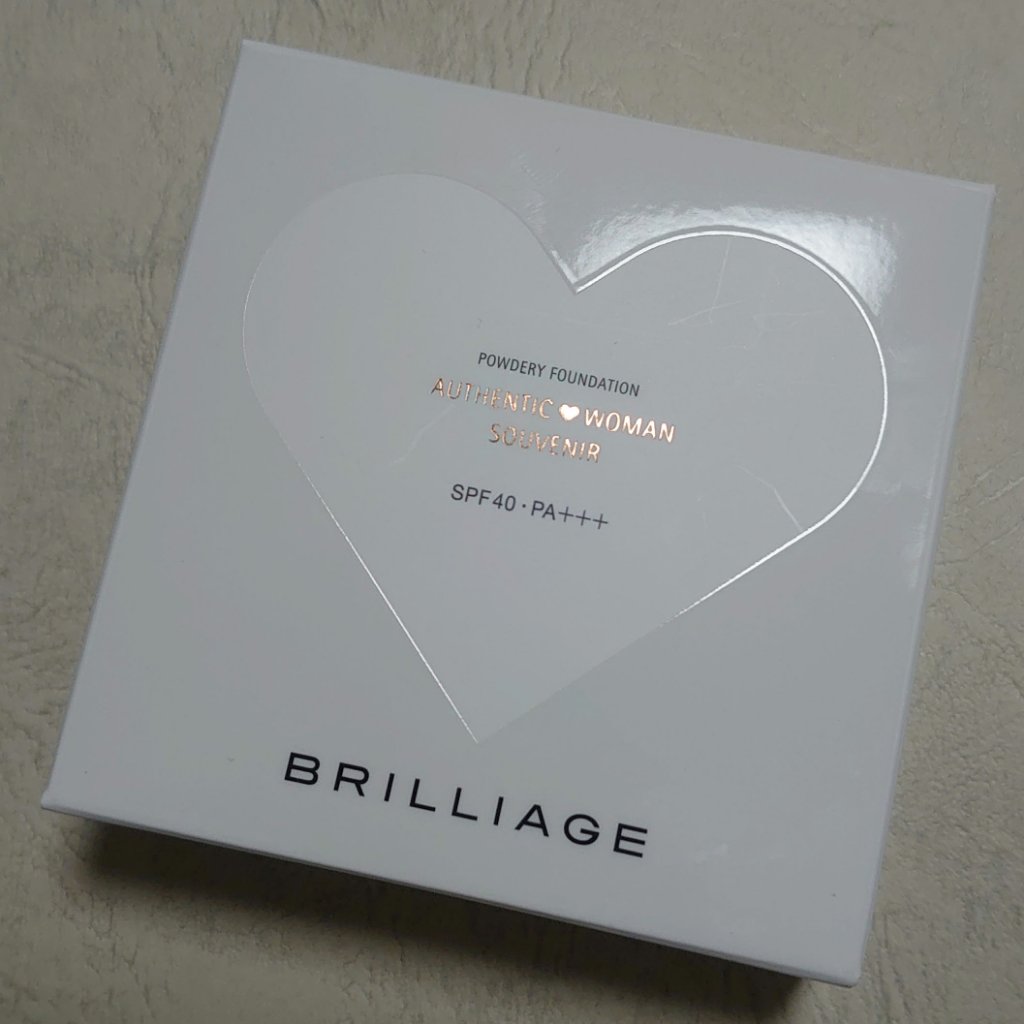 POWDERY FOUNDATION
AUTHENTIC♥WOMAN
SOUVENIR
SPF40・PA+++
BRILLIAGE